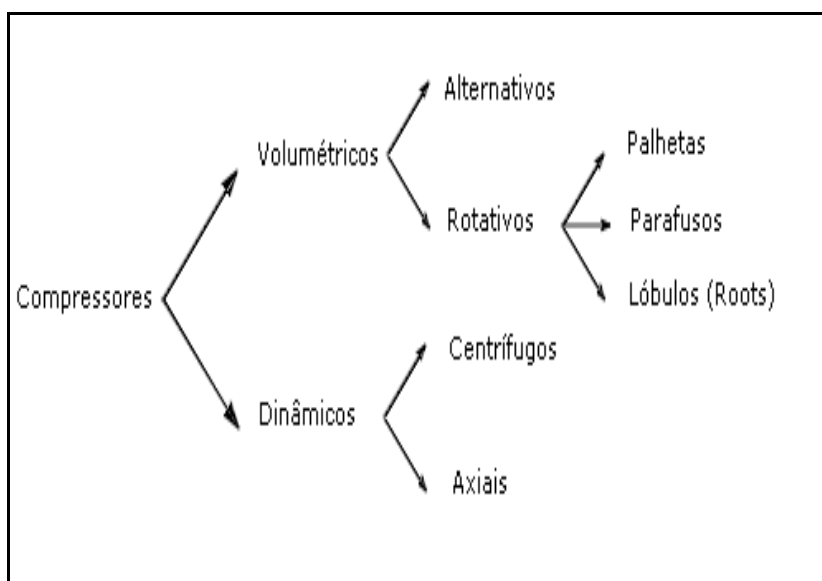 Compressores
Volumétricos
Alternativos
Rotativos
Palhetas
Parafusos
Lóbulos (Roots)
Dinâmicos
Centrífugos
Axiais